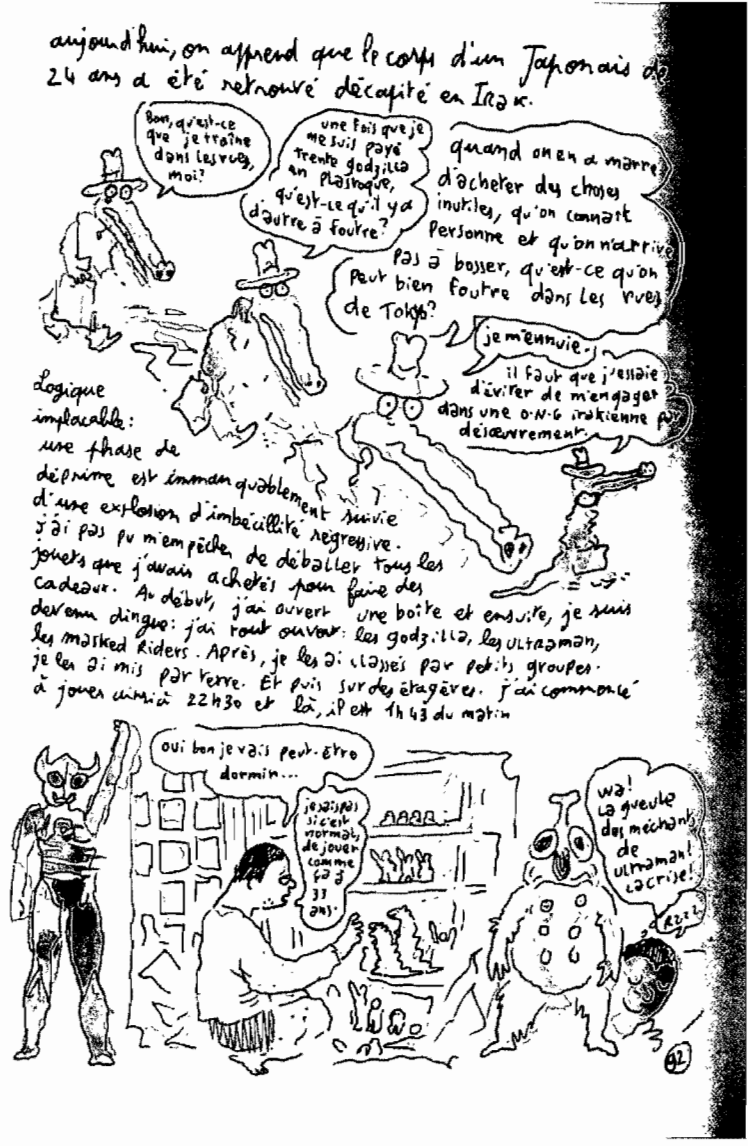 aujourd'hui, on apprend que le corps d'un Japonais de
24 ans a été retrouvé décapité en Irak.
Bon, qu'est-ce
que je traîne
dans les rues,
moi?
une fois que je
me suis payé
trente godzilla
en plastoque,
qu'est-ce qu'il y a
d'autre à foutre?
quand on en a marre
d'acheter des choses
inutiles, qu'on connaît
personne et qu'on n'arrive
pas à bosser, qu'est-ce qu'on
peut bien foutre dans les rues
de Tokyo?
je m'ennuie.
il faut que j'essaie
d'éviter de m'engager
dans une O.N.G irakienne par
désœuvrement.
Logique
implacable:
une phase de
déprime est immanquablement suivie
d'une explosion d'imbécillité régressive.
j'ai pas pu m'empêcher de déballer tous les
jouets que j'avais achetés pour faire des
cadeaux. Au début, j'ai ouvert une boîte et ensuite, je suis
devenu dingue: j'ai tout ouvert: les godzilla, les ULTRAMAN,
les masked Riders. Après, je les ai classés par petits groupes.
je les ai mis par terre. Et puis sur des étagères. j'ai commencé
à jouer ainsi à 22h30 et là, il est 1h43 du matin
oui bon je vais peut-être
dormir...
je sais pas
si c'est
normal,
de jouer
comme
ça à
33
ans.
wa!
La gueule
des méchants
de
ultraman!
La crise!
RZZZ
92